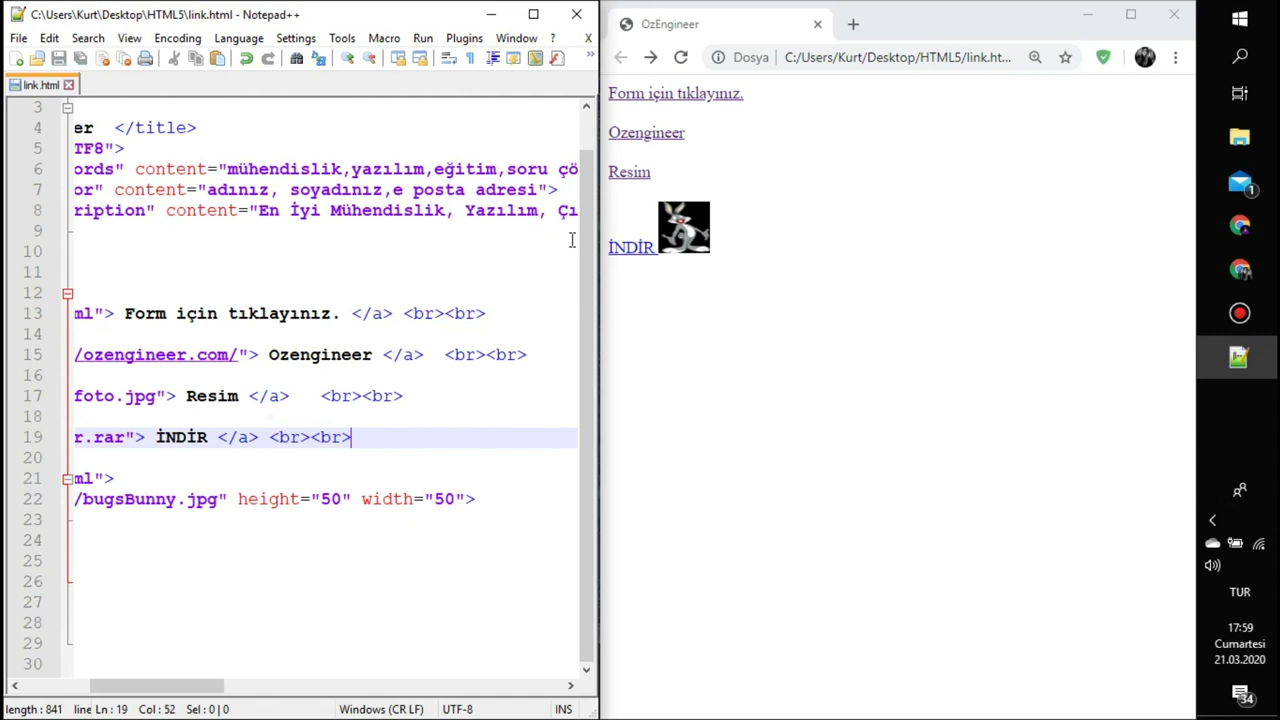 C:\Users\Kurt\Desktop\HTML5\link.html - Notepad++
File Edit Search View Encoding Language Settings Tools Macro Run Plugins Window ? X
link.html
3
4 er </title>
5 TF8">
6 ords" content="mühendislik,yazılım,eğitim,soru çö
7 or" content="adınız, soyadınız,e posta adresi">
8 ription" content="En İyi Mühendislik, Yazılım, Çı
9
10
11
12
13 ml"> Form için tıklayınız. </a> <br><br>
14
15 /ozengineer.com/"> Ozengineer </a> <br><br>
16
17 foto.jpg"> Resim </a> <br><br>
18
19 r.rar"> İNDİR </a> <br><br>
20
21 ml">
22 /bugsBunny.jpg" height="50" width="50">
23
24
25
26
27
28
29
30
length : 841 line Ln : 19 Col : 52 Sel : 0 | 0 Windows (CR LF) UTF-8 INS
OzEngineer
Dosya C:/Users/Kurt/Desktop/HTML5/link.ht...
Form için tıklayınız.
Ozengineer
Resim
İNDİR
1
TUR
17:59
Cumartesi
21.03.2020
34